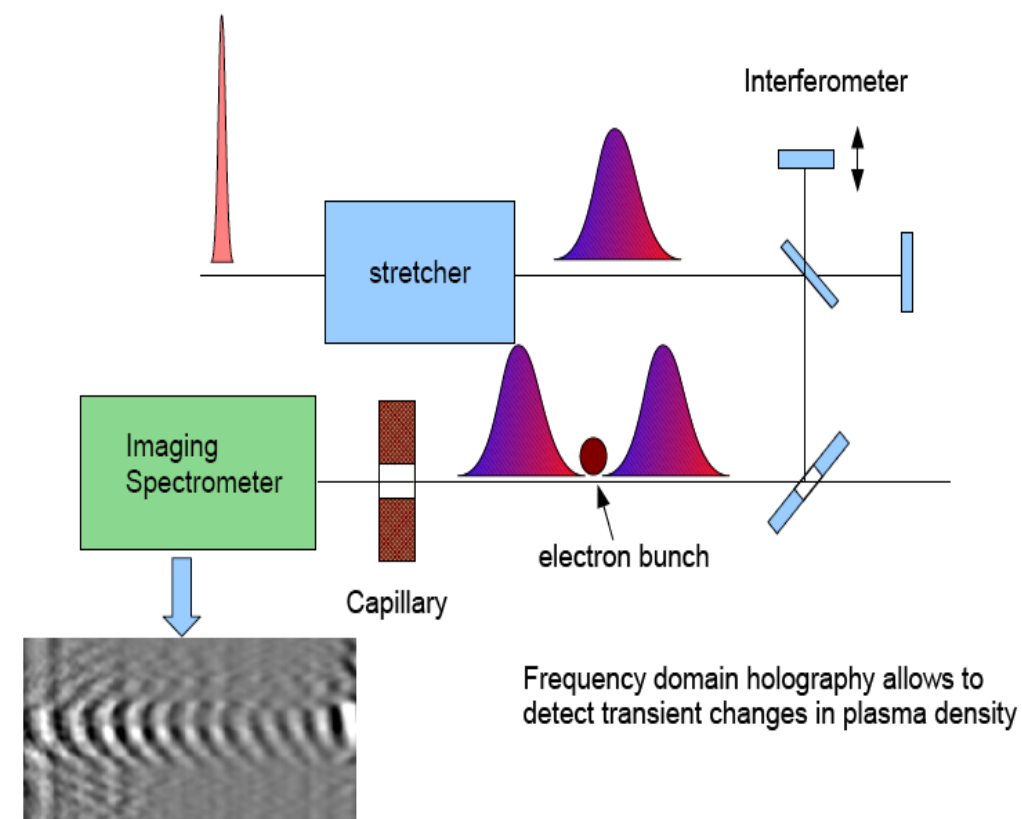 Interferometer
stretcher
Imaging
Spectrometer
electron bunch
Capillary
Frequency domain holography allows to
detect transient changes in plasma density